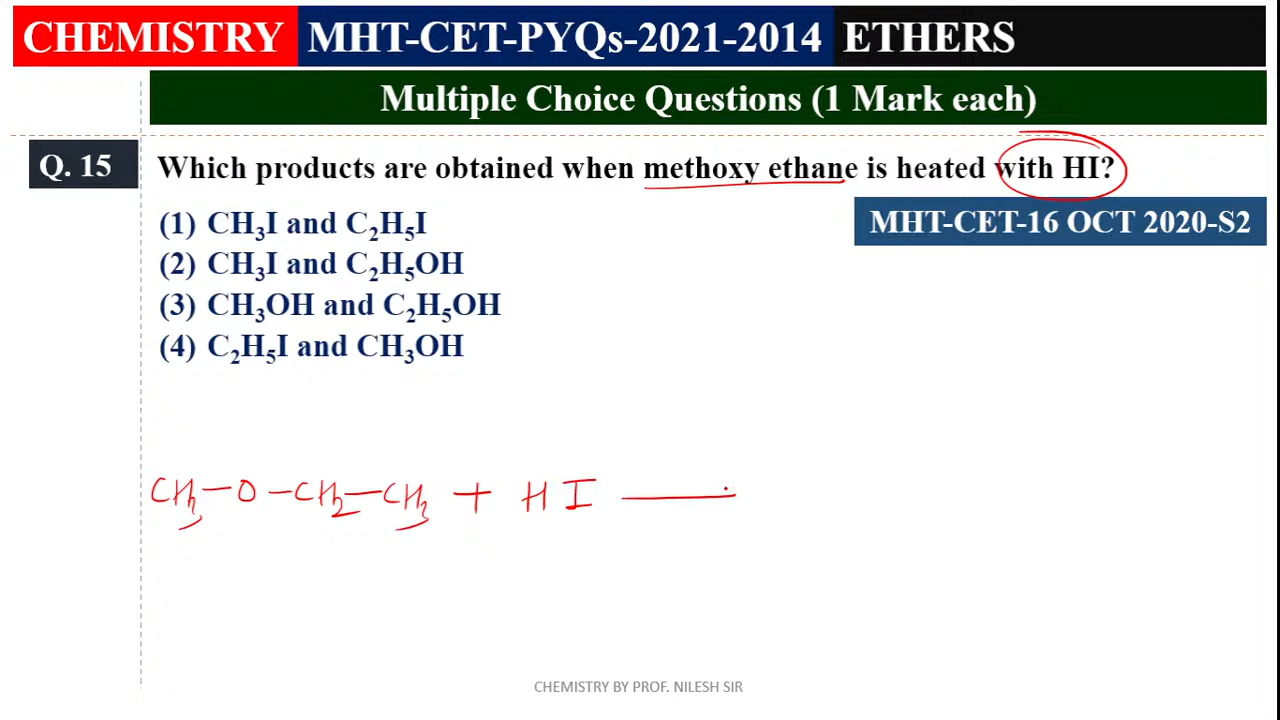 CHEMISTRY MHT-CET-PYQs-2021-2014 ETHERS
Multiple Choice Questions (1 Mark each)
Q. 15 Which products are obtained when methoxy ethane is heated with HI?
MHT-CET-16 OCT 2020-S2
(1) CH₃I and C₂H₅I
(2) CH₃I and C₂H₅OH
(3) CH₃OH and C₂H₅OH
(4) C₂H₅I and CH₃OH
CH₃—O—CH₂—CH₃ + HI —
CHEMISTRY BY PROF. NILESH SIR